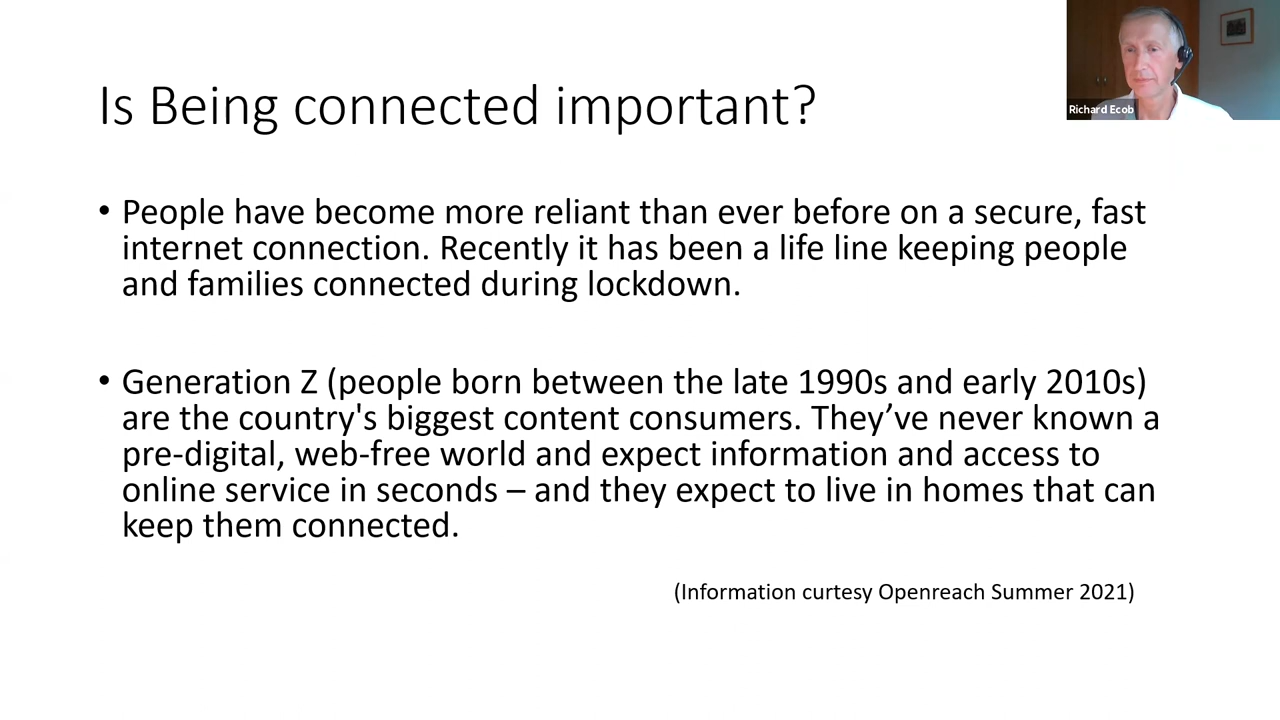 Is Being connected important?
Richard Ecob
• People have become more reliant than ever before on a secure, fast
internet connection. Recently it has been a life line keeping people
and families connected during lockdown.
• Generation Z (people born between the late 1990s and early 2010s)
are the country's biggest content consumers. They’ve never known a
pre-digital, web-free world and expect information and access to
online service in seconds – and they expect to live in homes that can
keep them connected.
(Information curtesy Openreach Summer 2021)